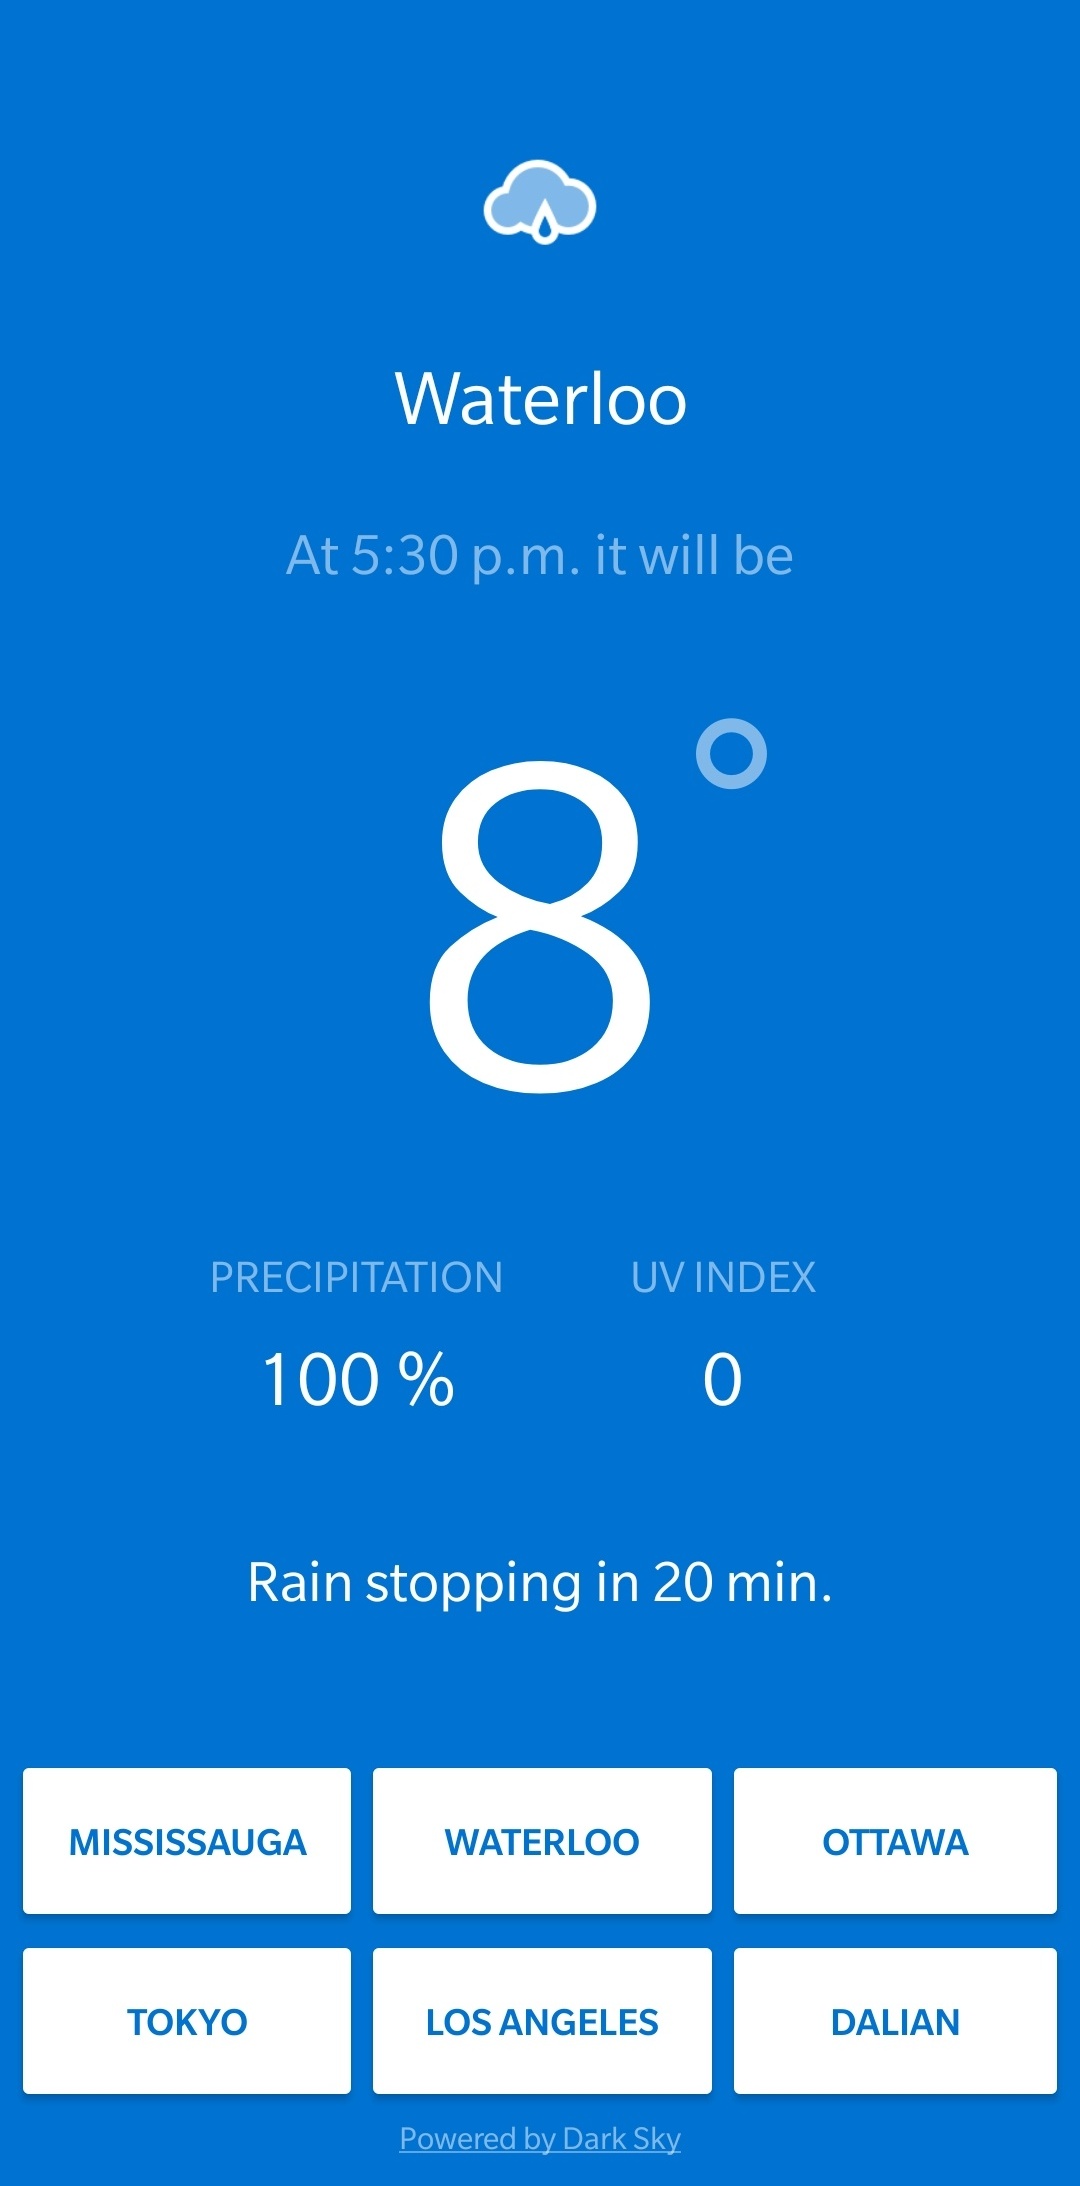 Waterloo
At 5:30 p.m. it will be
8°
PRECIPITATION UV INDEX
100 % 0
Rain stopping in 20 min.
MISSISSAUGA WATERLOO OTTAWA
TOKYO LOS ANGELES DALIAN
Powered by Dark Sky